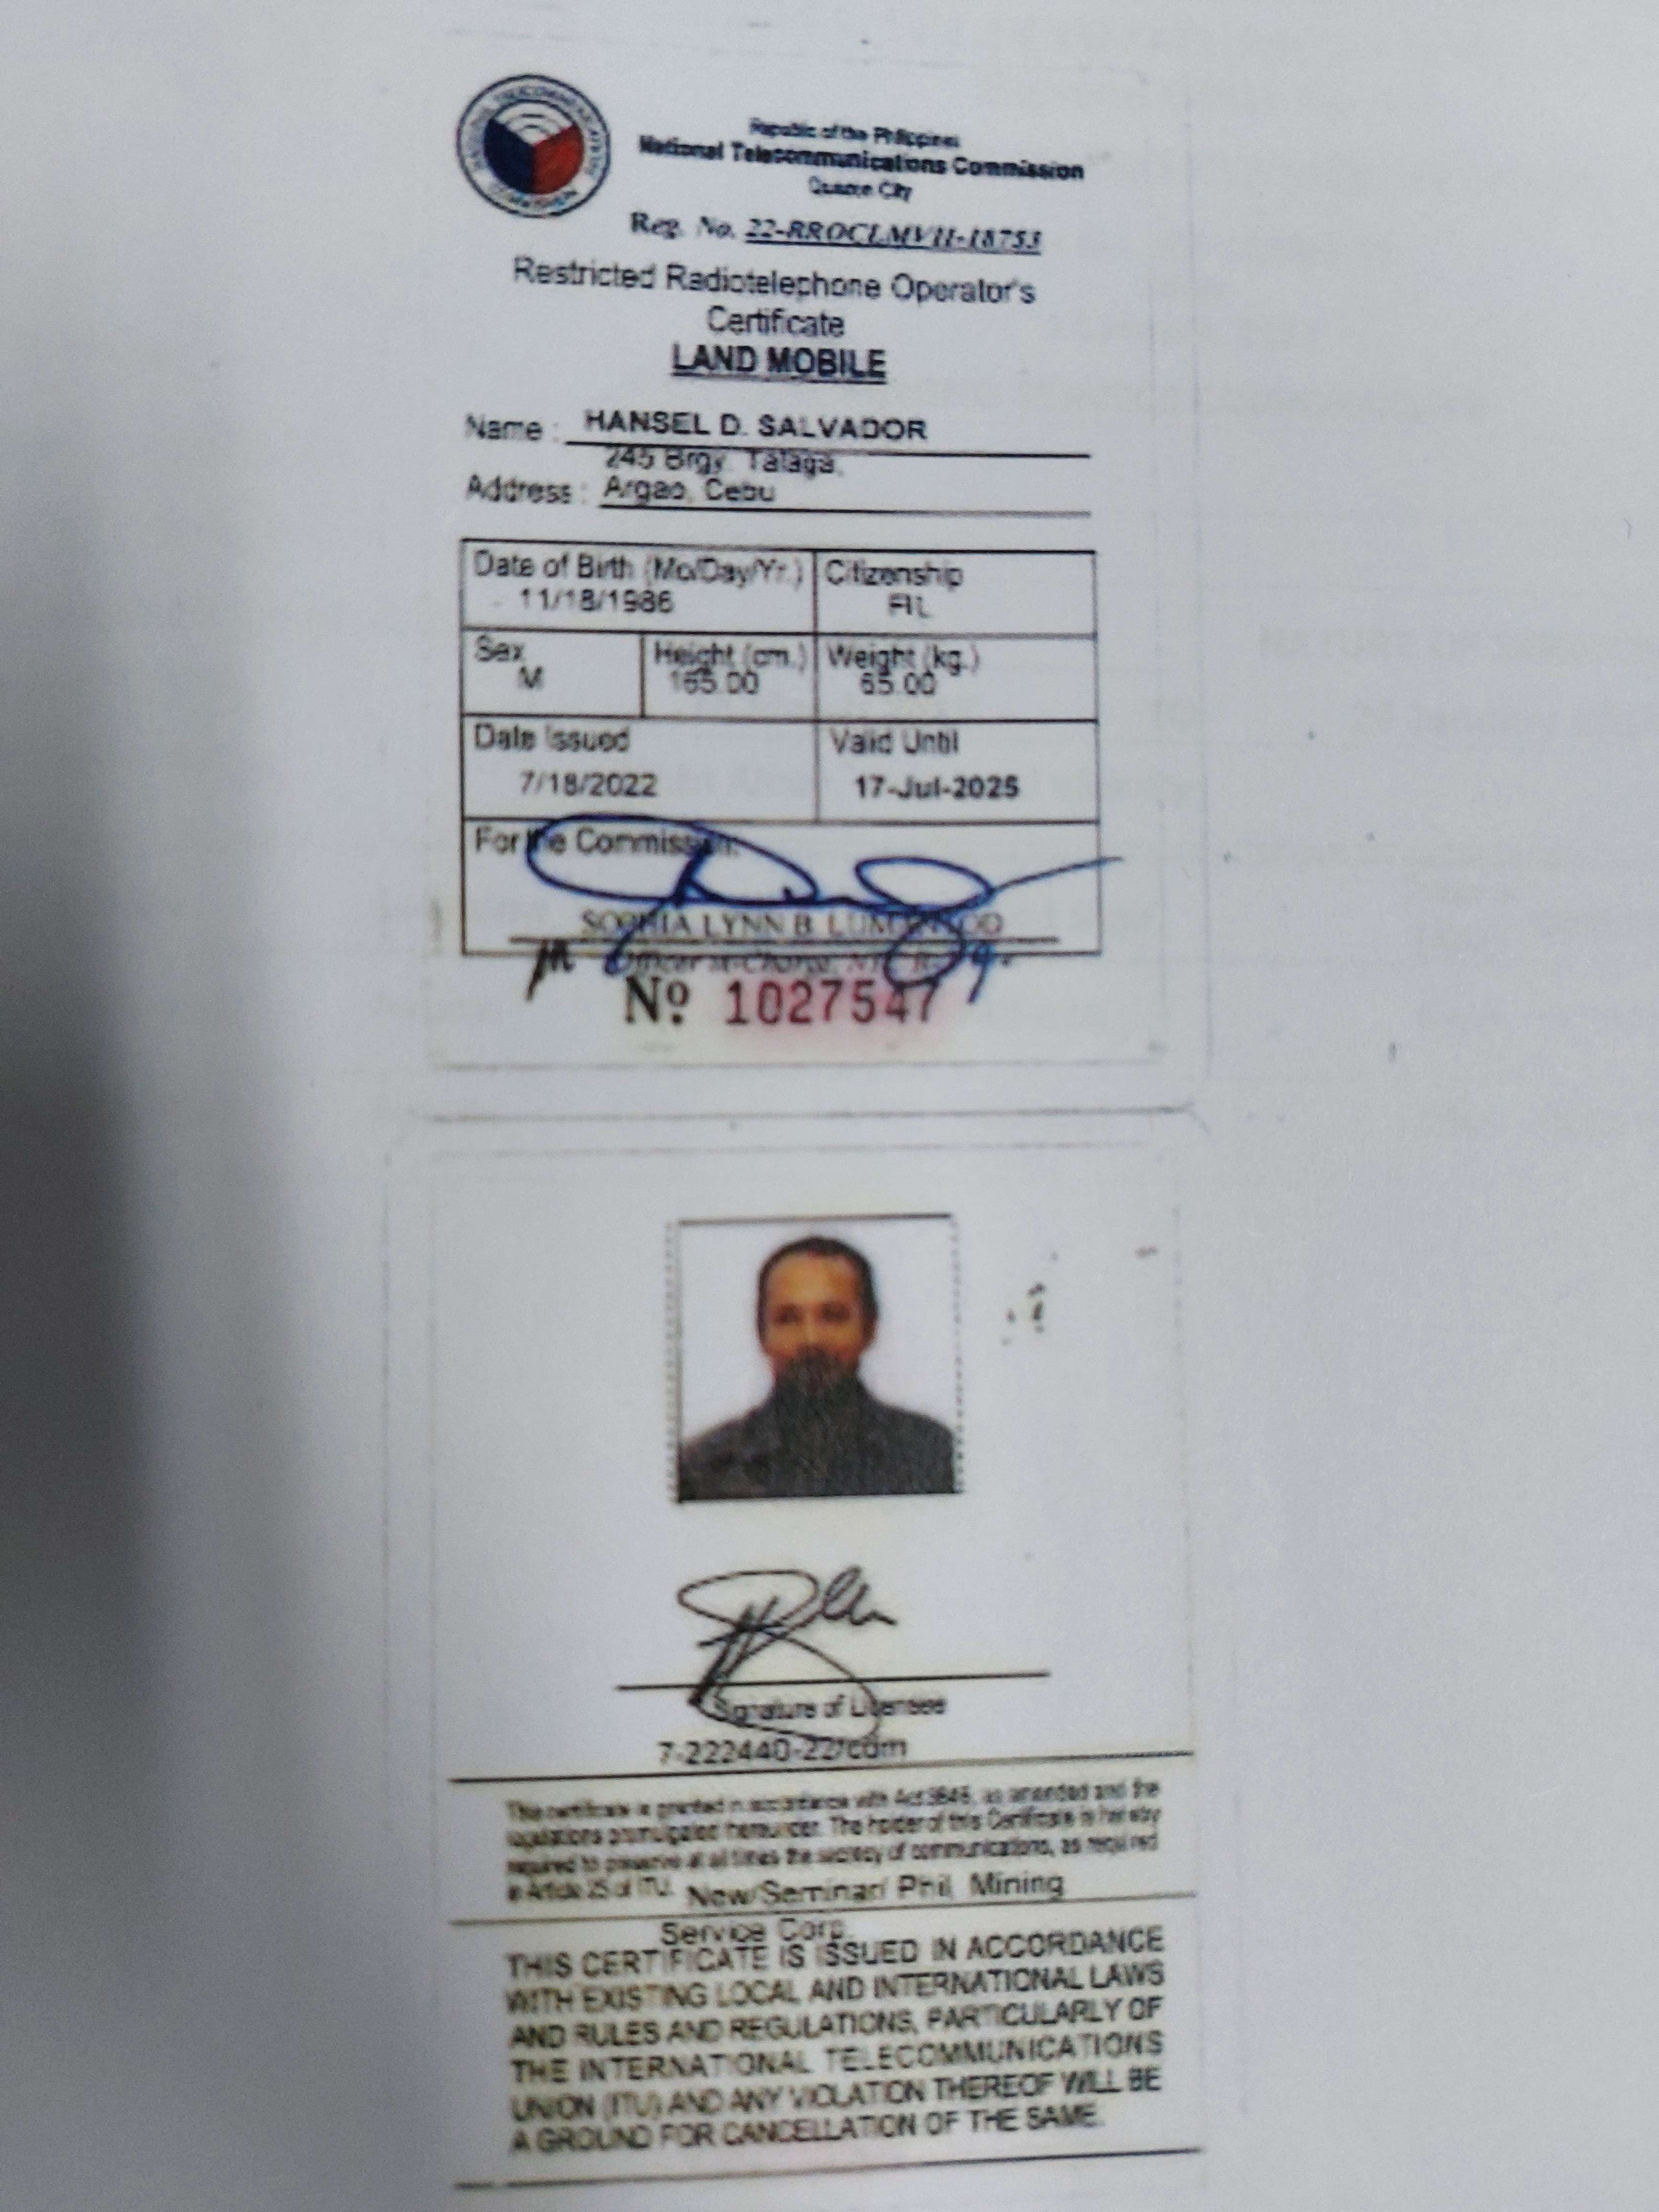 Republic of the Philippines
National Telecommunications Commission
Quezon City
Reg. No. 22-RROCLMVII-18753
Restricted Radiotelephone Operator's
Certificate
LAND MOBILE
Name : HANSEL D. SALVADOR
245 Brgy. Talaga,
Address : Argao, Cebu
Date of Birth (Mo/Day/Yr.) Citizenship
11/18/1986 FIL
Sex Height (cm.) Weight (kg.)
M 165.00 65.00
Date Issued Valid Until
7/18/2022 17-Jul-2025
For the Commission:
SOPHIA LYNN B.
Officer in-Charge,
Nº 1027547
Signature of Licensee
7-222440-22/cdm
This certificate is granted in accordance with Act 3846, as amended and the
regulations promulgated thereunder. The holder of this Certificate is hereby
required to preserve at all times the secrecy of communications, as required
in Article 25 of ITU. New/Seminar/ Phil. Mining
Service Corp.
THIS CERTIFICATE IS ISSUED IN ACCORDANCE
WITH EXISTING LOCAL AND INTERNATIONAL LAWS
AND RULES AND REGULATIONS, PARTICULARLY OF
THE INTERNATIONAL TELECOMMUNICATIONS
UNION (ITU) AND ANY VIOLATION THEREOF WILL BE
A GROUND FOR CANCELLATION OF THE SAME.